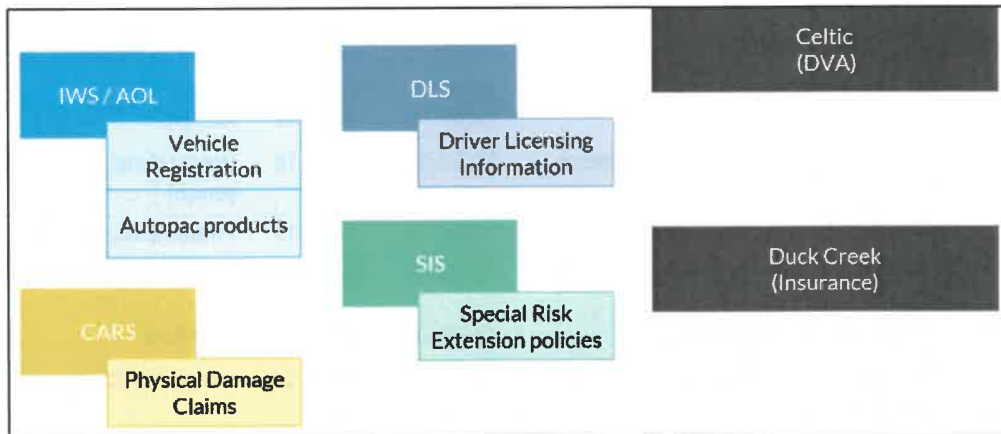 IWS / AOL
Vehicle
Registration
Autopac products
CARS
Physical Damage
Claims
DLS
Driver Licensing
Information
SIS
Special Risk
Extension policies
Celtic
(DVA)
Duck Creek
(Insurance)